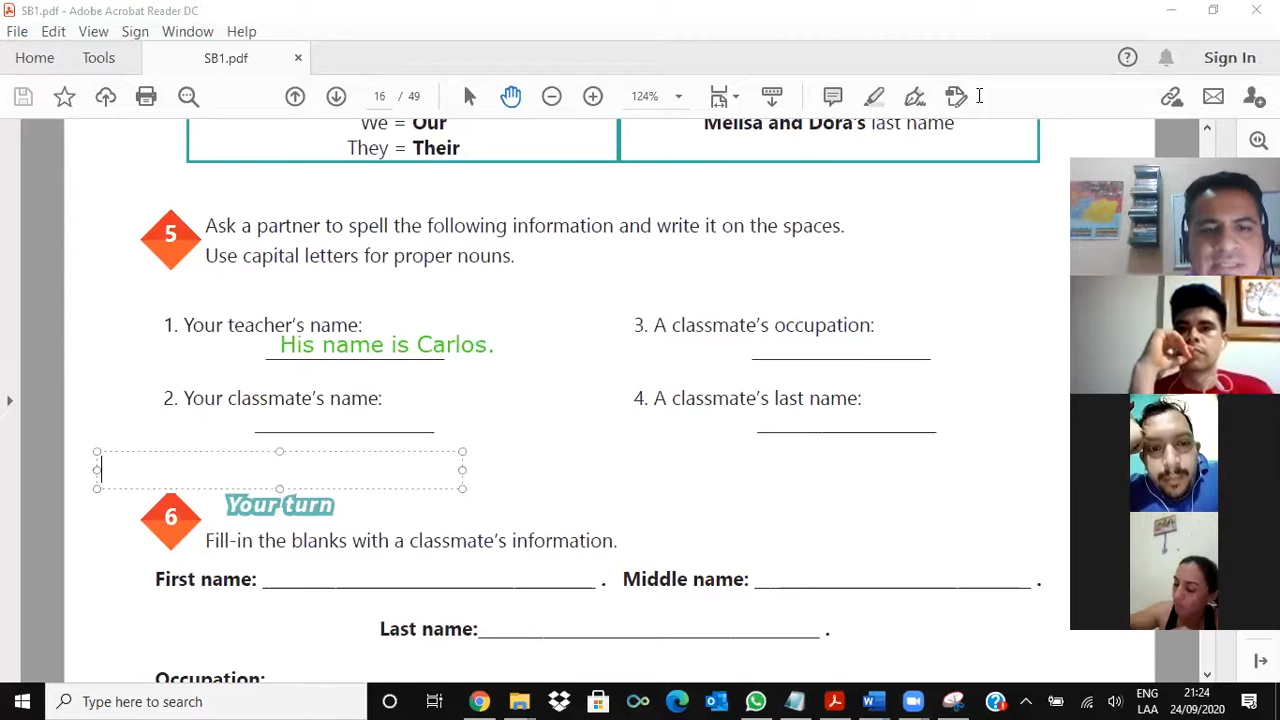 SB1.pdf - Adobe Acrobat Reader DC
File Edit View Sign Window Help
Home Tools SB1.pdf × Sign In
16 / 49 124%
We = Our
They = Their
Melisa and Dora's last name
5 Ask a partner to spell the following information and write it on the spaces.
Use capital letters for proper nouns.
1. Your teacher's name:
His name is Carlos.
3. A classmate's occupation:
2. Your classmate's name:
4. A classmate's last name:
Your turn
6 Fill-in the blanks with a classmate's information.
First name: ______ . Middle name: ______ .
Last name: ______ .
Occupation:
Type here to search
ENG 21:24
LAA 24/09/2020